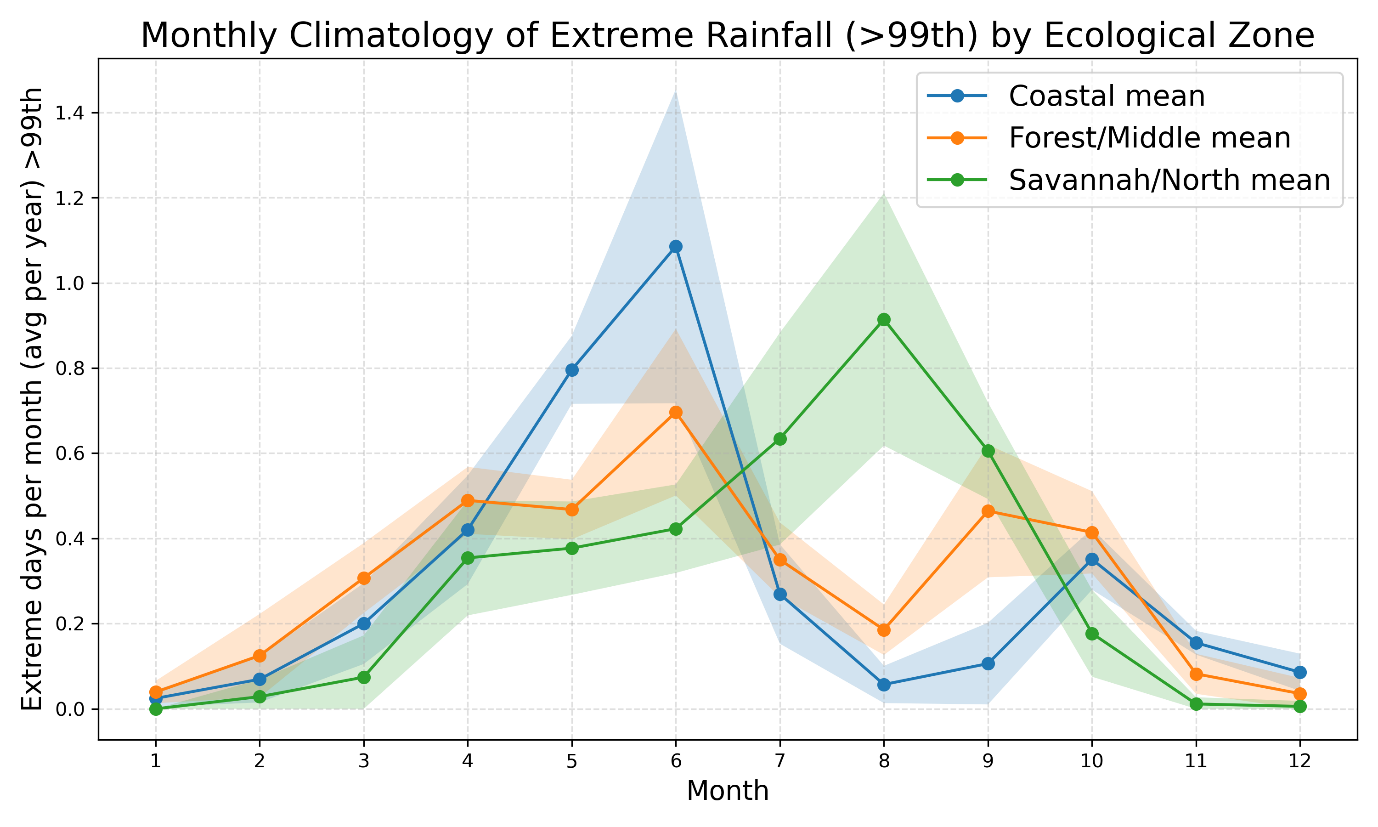 Monthly Climatology of Extreme Rainfall (>99th) by Ecological Zone
Extreme days per month (avg per year) >99th
1.4
1.2
1.0
0.8
0.6
0.4
0.2
0.0
Coastal mean
Forest/Middle mean
Savannah/North mean
1 2 3 4 5 6 7 8 9 10 11 12
Month